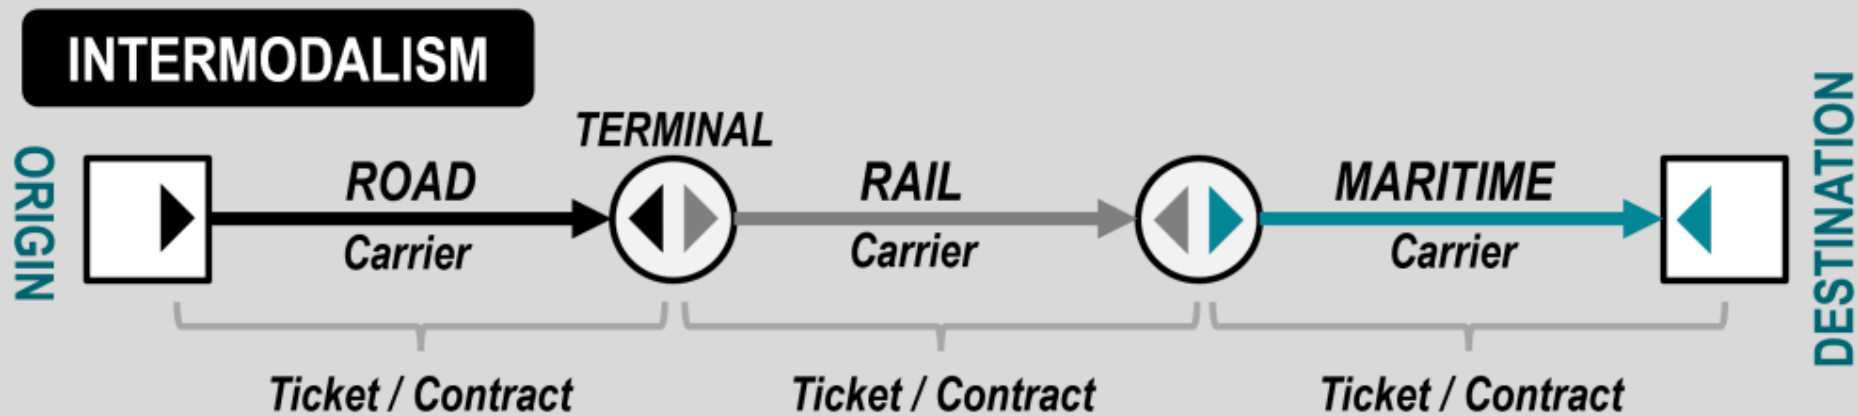 INTERMODALISM
ORIGIN
TERMINAL
ROAD
Carrier
RAIL
Carrier
MARITIME
Carrier
DESTINATION
Ticket / Contract
Ticket / Contract
Ticket / Contract